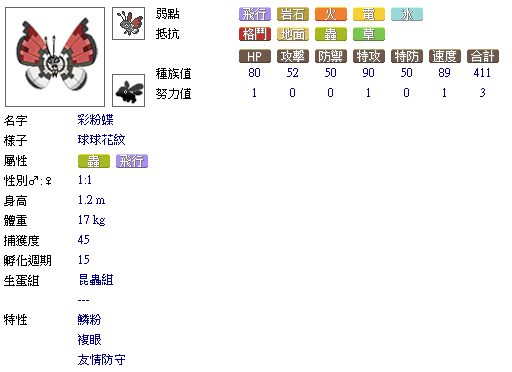 弱點 飛行 岩石 火 電 冰
抵抗 格鬥 地面 蟲 草
HP 攻擊 防禦 特攻 特防 速度 合計
種族值 80 52 50 90 50 89 411
努力值 1 0 0 1 0 1 3
名字 彩粉蝶
樣子 球球花紋
屬性 蟲 飛行
性別♂:♀ 1:1
身高 1.2 m
體重 17 kg
捕獲度 45
孵化週期 15
生蛋組 昆蟲組
---
特性 鱗粉
複眼
友情防守